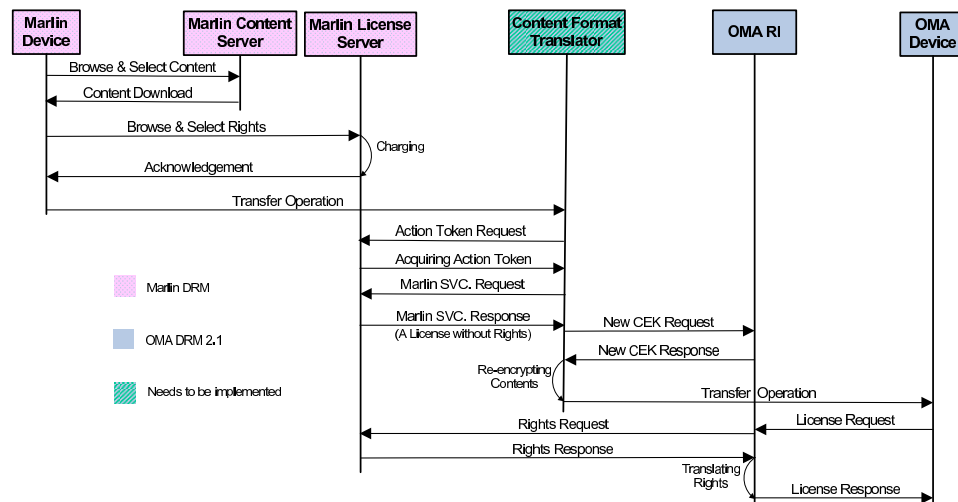 Marlin
Device
Marlin Content
Server
Marlin License
Server
Content Format
Translator
OMA RI
OMA
Device
Browse & Select Content
Content Download
Browse & Select Rights
Charging
Acknowledgement
Transfer Operation
Action Token Request
Acquiring Action Token
Marlin SVC. Request
Marlin SVC. Response
(A License without Rights)
New CEK Request
New CEK Response
Re-encrypting
Contents
Transfer Operation
License Request
Rights Request
Rights Response
Translating
Rights
License Response
Marlin DRM
OMA DRM 2.1
Needs to be implemented